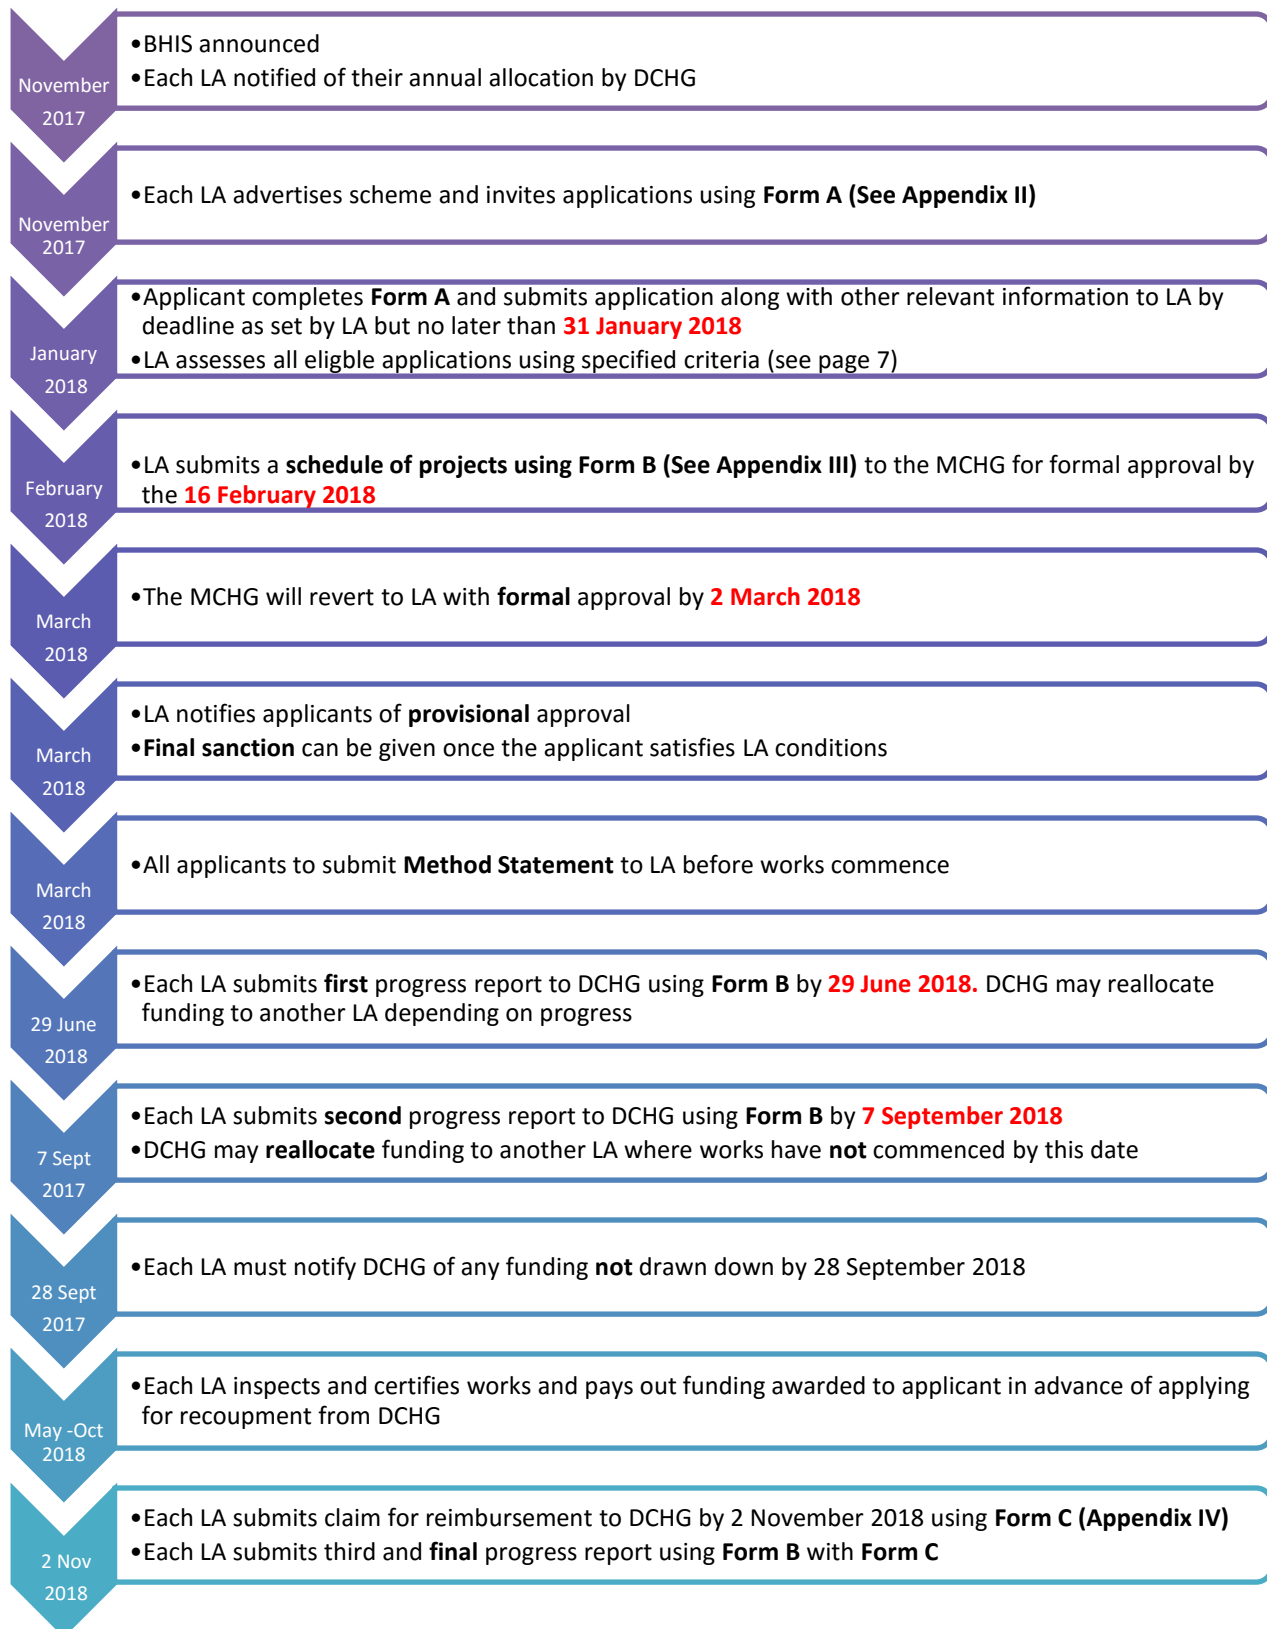 November
2017
•BHIS announced
•Each LA notified of their annual allocation by DCHG
November
2017
•Each LA advertises scheme and invites applications using Form A (See Appendix II)
January
2018
•Applicant completes Form A and submits application along with other relevant information to LA by
deadline as set by LA but no later than 31 January 2018
•LA assesses all eligble applications using specified criteria (see page 7)
February
2018
•LA submits a schedule of projects using Form B (See Appendix III) to the MCHG for formal approval by
the 16 February 2018
March
2018
•The MCHG will revert to LA with formal approval by 2 March 2018
March
2018
•LA notifies applicants of provisional approval
•Final sanction can be given once the applicant satisfies LA conditions
March
2018
•All applicants to submit Method Statement to LA before works commence
29 June
2018
•Each LA submits first progress report to DCHG using Form B by 29 June 2018. DCHG may reallocate
funding to another LA depending on progress
7 Sept
2017
•Each LA submits second progress report to DCHG using Form B by 7 September 2018
•DCHG may reallocate funding to another LA where works have not commenced by this date
28 Sept
2017
•Each LA must notify DCHG of any funding not drawn down by 28 September 2018
May -Oct
2018
•Each LA inspects and certifies works and pays out funding awarded to applicant in advance of applying
for recoupment from DCHG
2 Nov
2018
•Each LA submits claim for reimbursement to DCHG by 2 November 2018 using Form C (Appendix IV)
•Each LA submits third and final progress report using Form B with Form C